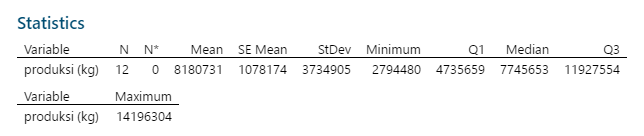 Statistics
Variable N N* Mean SE Mean StDev Minimum Q1 Median Q3
produksi (kg) 12 0 8180731 1078174 3734905 2794480 4735659 7745653 11927554
Variable Maximum
produksi (kg) 14196304